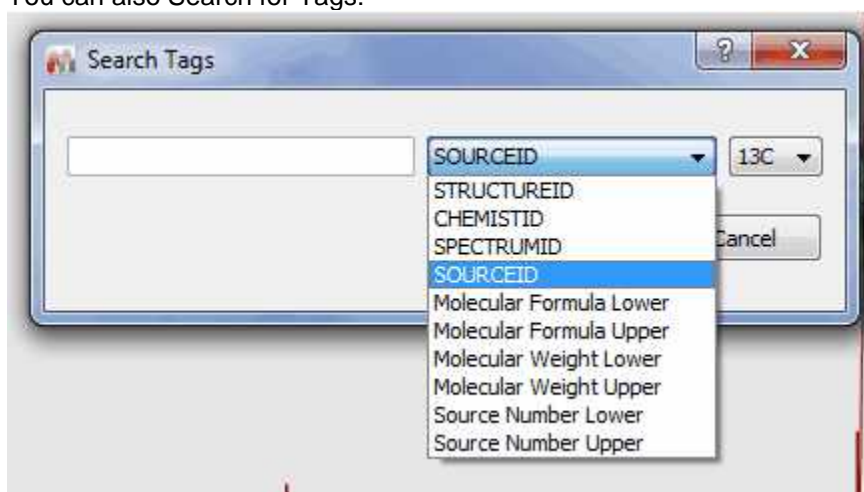 You can also Search for Tags:
Search Tags
SOURCEID 13C
STRUCTUREID
CHEMISTID
SPECTRUMID
Cancel
SOURCEID
Molecular Formula Lower
Molecular Formula Upper
Molecular Weight Lower
Molecular Weight Upper
Source Number Lower
Source Number Upper